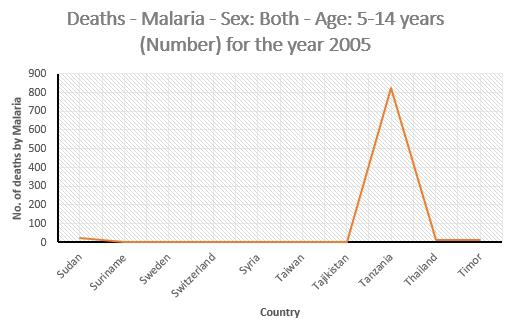 Deaths - Malaria - Sex: Both - Age: 5-14 years
(Number) for the year 2005
No. of deaths by Malaria
900
800
700
600
500
400
300
200
100
0
Sudan
Suriname
Sweden
Switzerland
Syria
Taiwan
Tajikistan
Tanzania
Thailand
Timor
Country